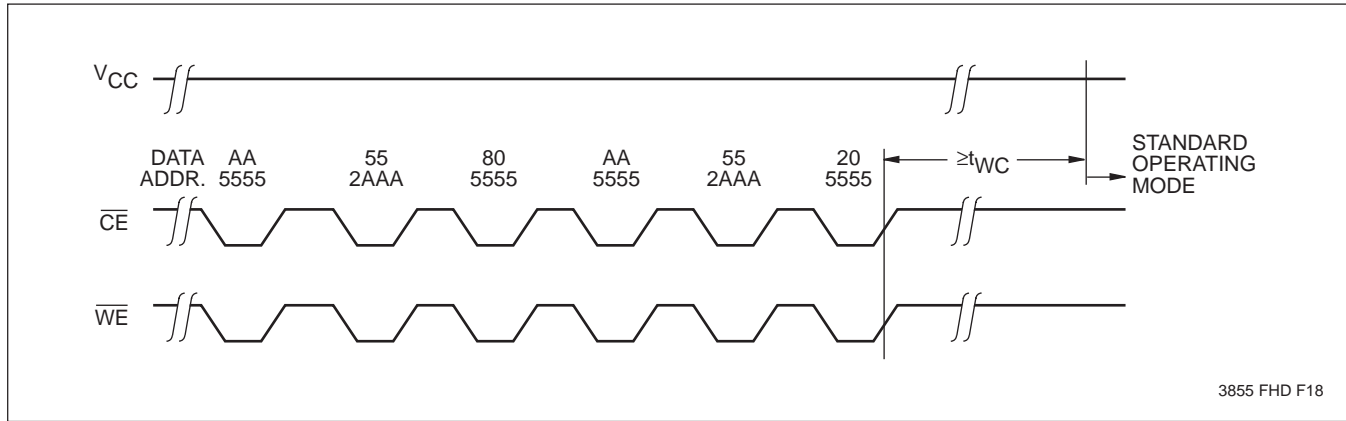 VCC
DATA AA 55 80 AA 55 20
ADDR. 5555 2AAA 5555 5555 2AAA 5555
≥tWC
STANDARD
OPERATING
MODE
CE
WE
3855 FHD F18